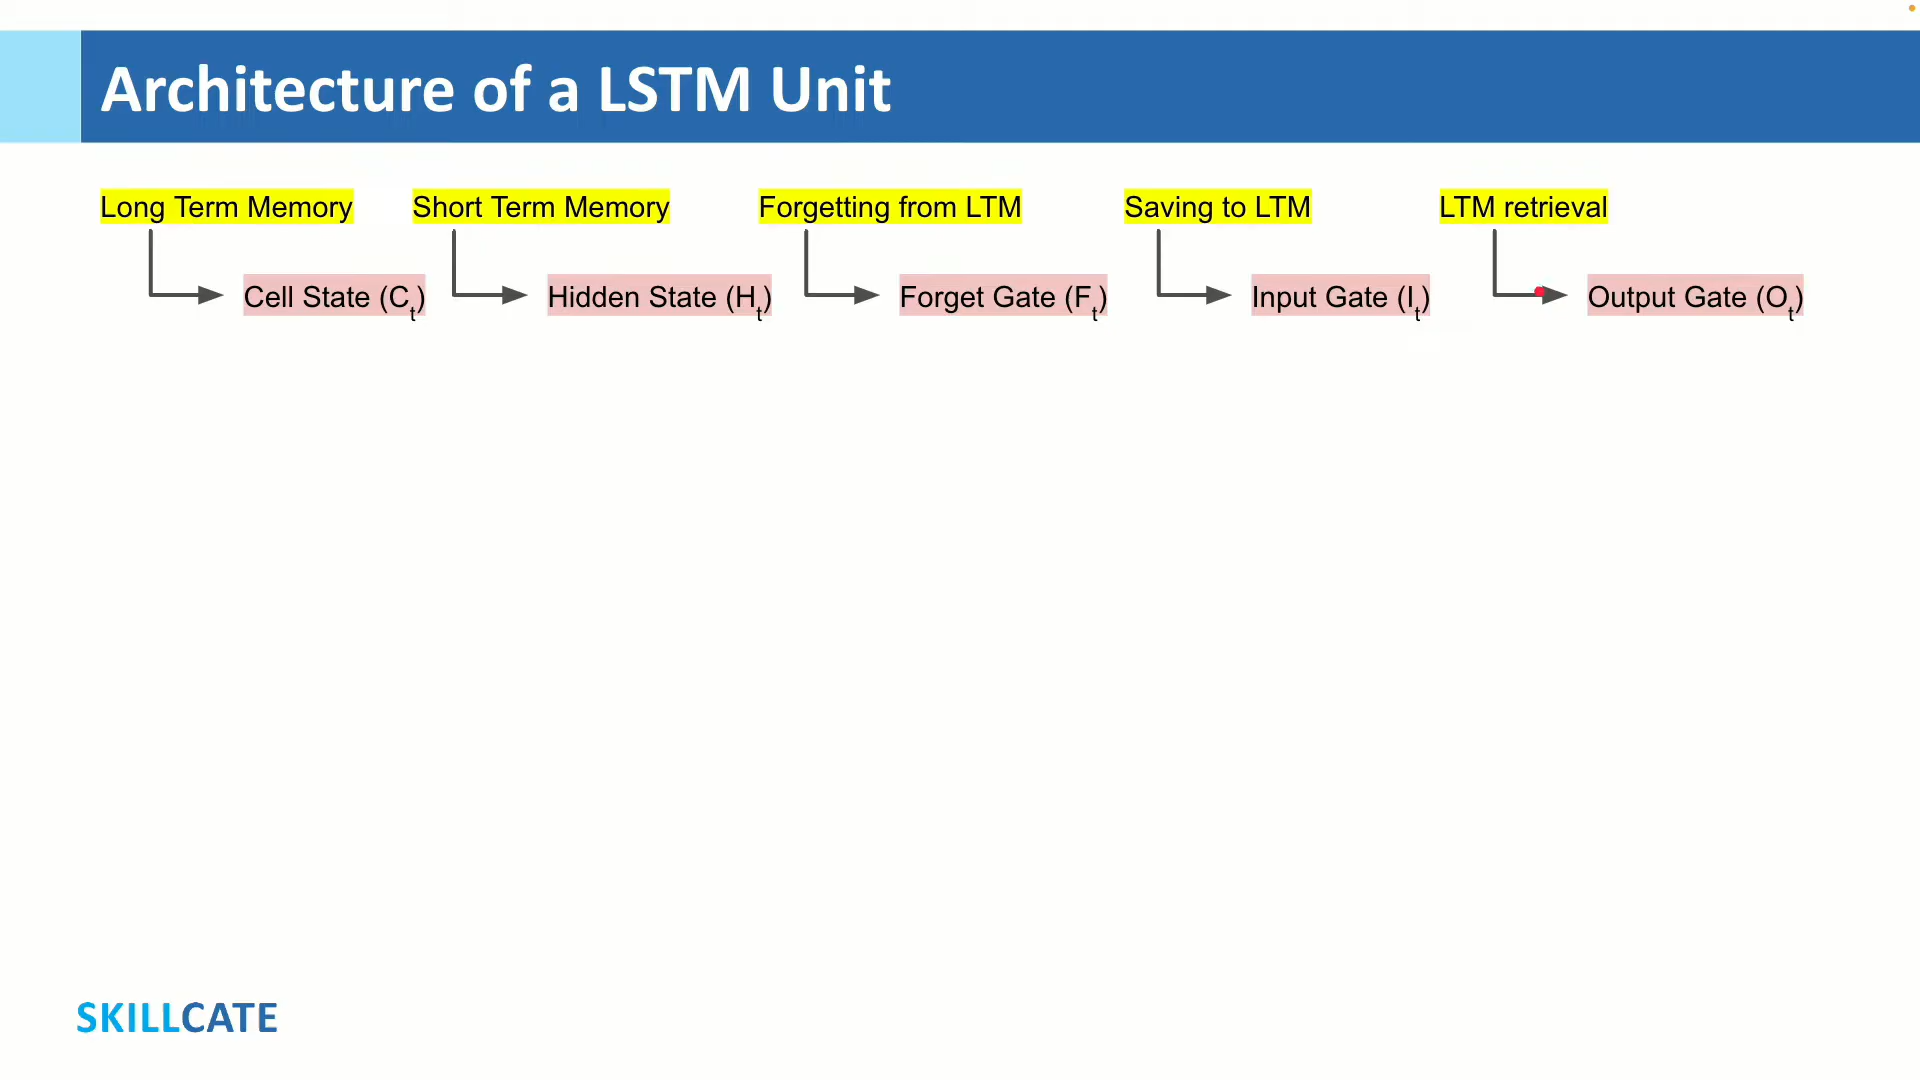 Architecture of a LSTM Unit
Long Term Memory Short Term Memory Forgetting from LTM Saving to LTM LTM retrieval
Cell State (Ct) Hidden State (Ht) Forget Gate (Ft) Input Gate (It) Output Gate (Ot)
SKILLCATE